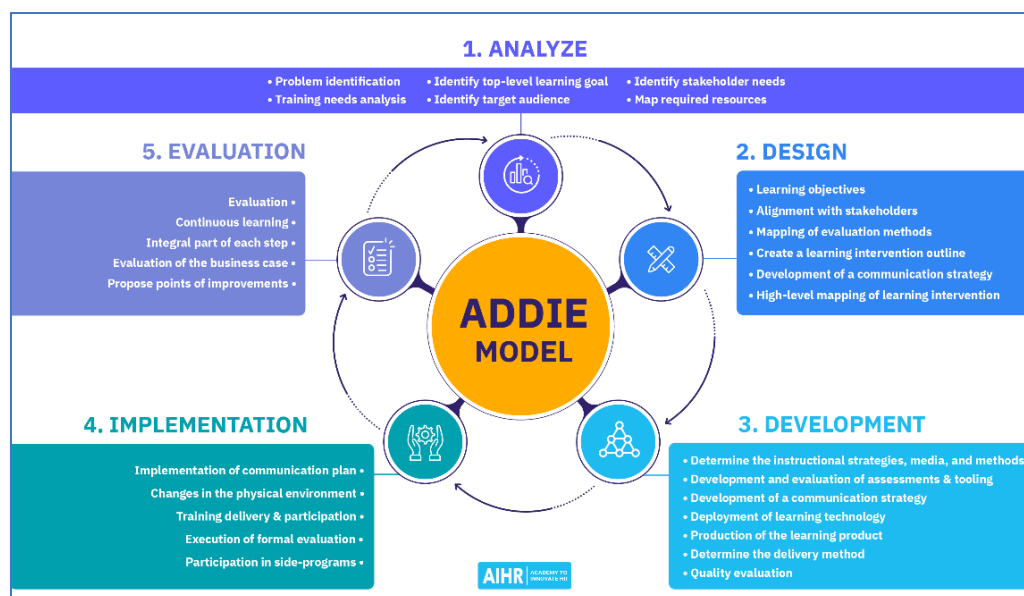 1. ANALYZE
• Problem identification
• Training needs analysis
• Identify top-level learning goal
• Identify target audience
• Identify stakeholder needs
• Map required resources
2. DESIGN
• Learning objectives
• Alignment with stakeholders
• Mapping of evaluation methods
• Create a learning intervention outline
• Development of a communication strategy
• High-level mapping of learning intervention
3. DEVELOPMENT
• Determine the instructional strategies, media, and methods
• Development and evaluation of assessments & tooling
• Development of a communication strategy
• Deployment of learning technology
• Production of the learning product
• Determine the delivery method
• Quality evaluation
4. IMPLEMENTATION
Implementation of communication plan •
Changes in the physical environment •
Training delivery & participation •
Execution of formal evaluation •
Participation in side-programs •
5. EVALUATION
Evaluation •
Continuous learning •
Integral part of each step •
Evaluation of the business case •
Propose points of improvements •
ADDIE
MODEL
AIHR
ACADEMY TO
INNOVATE HR